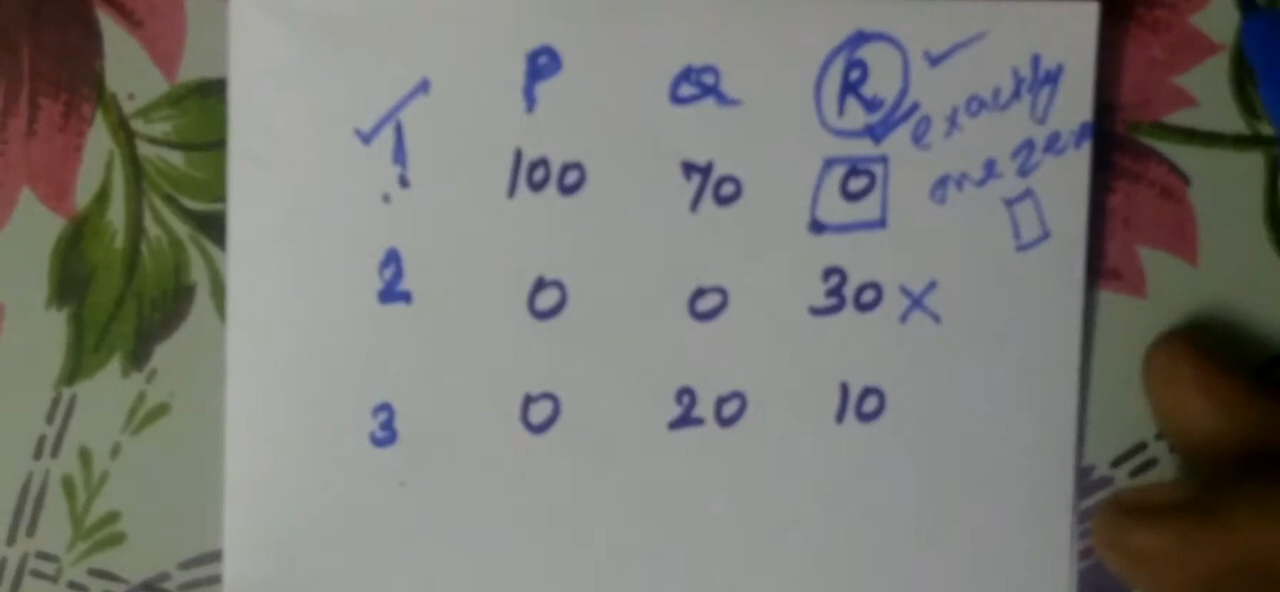 P Q R
exactly
1 100 70 0 one zero
2 0 0 30 ×
3 0 20 10